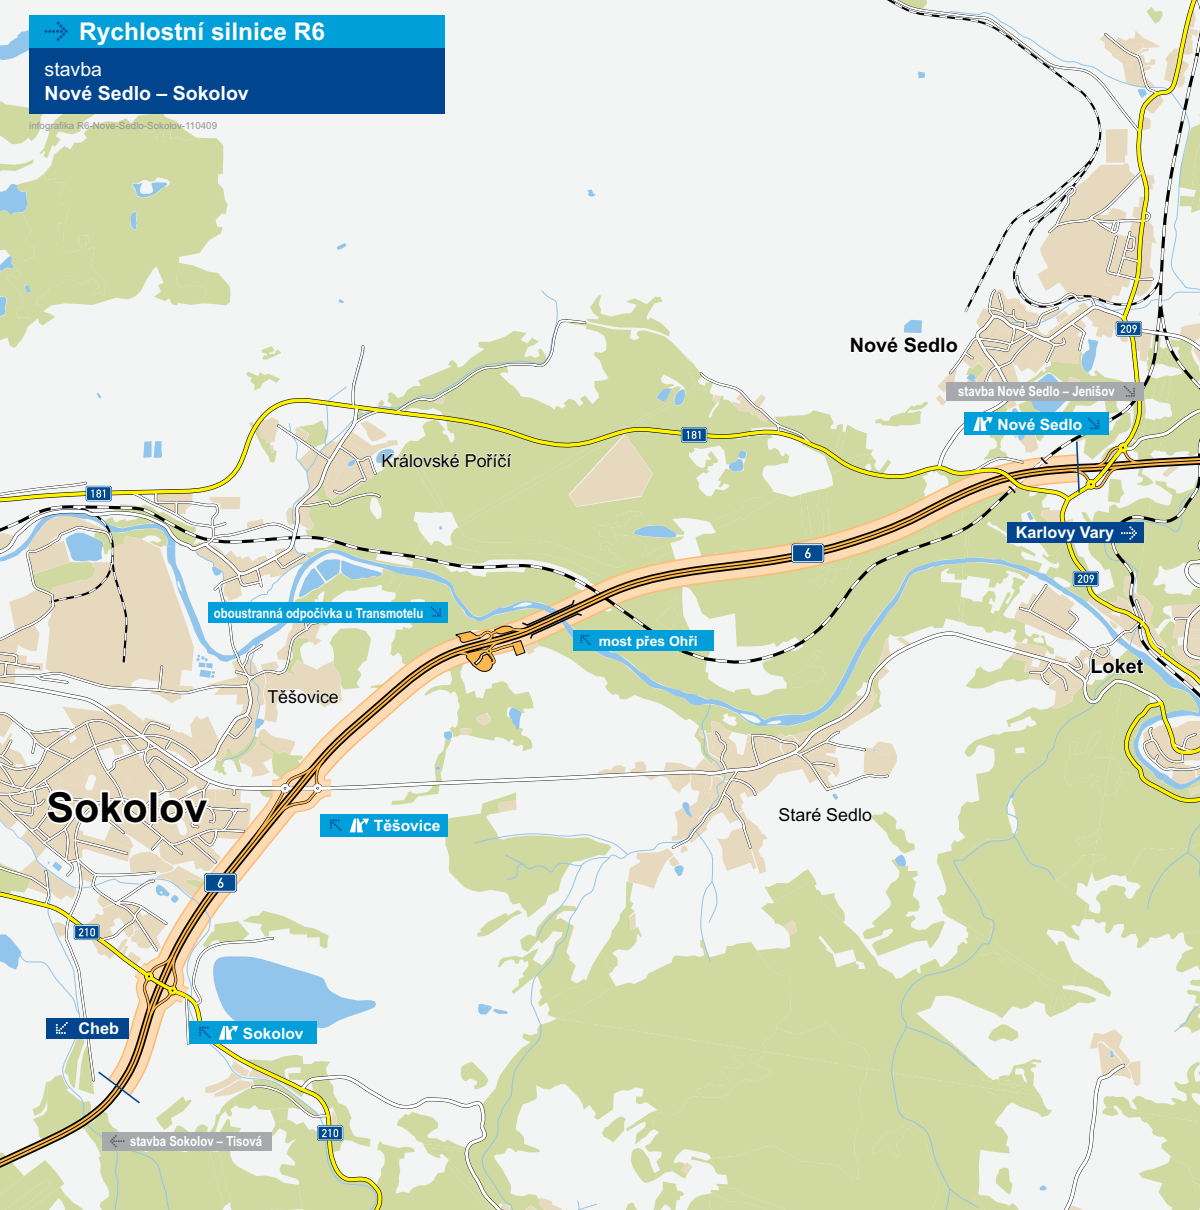 Rychlostní silnice R6
stavba
Nové Sedlo – Sokolov
infografika R6-Nove-Sedlo-Sokolov-110409
209
Nové Sedlo
stavba Nové Sedlo – Jenišov
Nové Sedlo
181
Královské Poříčí
181
Karlovy Vary
6
209
oboustranná odpočívka u Transmotelu
most přes Ohři
Loket
Těšovice
Sokolov
Staré Sedlo
Těšovice
6
210
Cheb
Sokolov
210
stavba Sokolov – Tisová